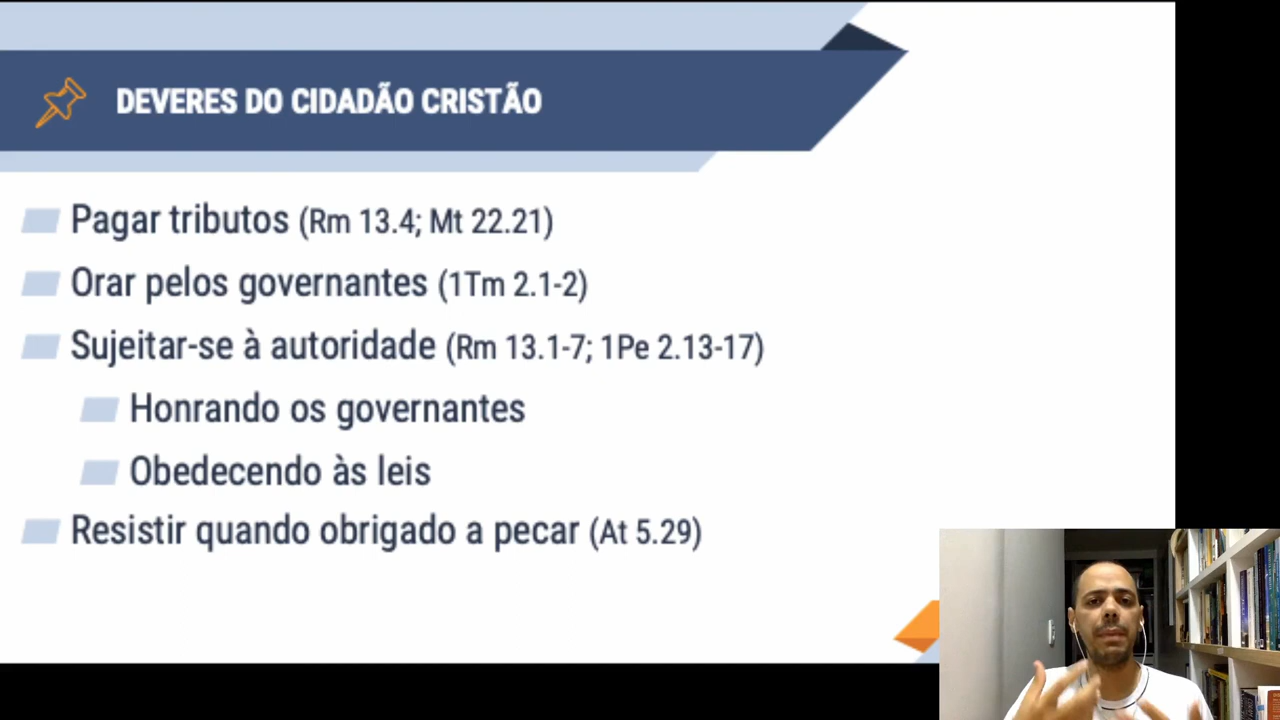 DEVERES DO CIDADÃO CRISTÃO
Pagar tributos (Rm 13.4; Mt 22.21)
Orar pelos governantes (1Tm 2.1-2)
Sujeitar-se à autoridade (Rm 13.1-7; 1Pe 2.13-17)
Honrando os governantes
Obedecendo às leis
Resistir quando obrigado a pecar (At 5.29)